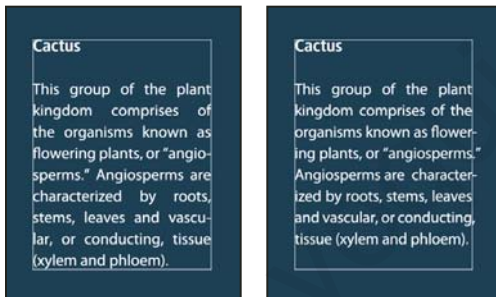 Cactus
This group of the plant
kingdom comprises of
the organisms known as
flowering plants, or “angio-
sperms.” Angiosperms are
characterized by roots,
stems, leaves and vascu-
lar, or conducting, tissue
(xylem and phloem).
Cactus
This group of the plant
kingdom comprises of the
organisms known as flower-
ing plants, or “angiosperms.”
Angiosperms are character-
ized by roots, stems, leaves
and vascular, or conducting,
tissue (xylem and phloem).